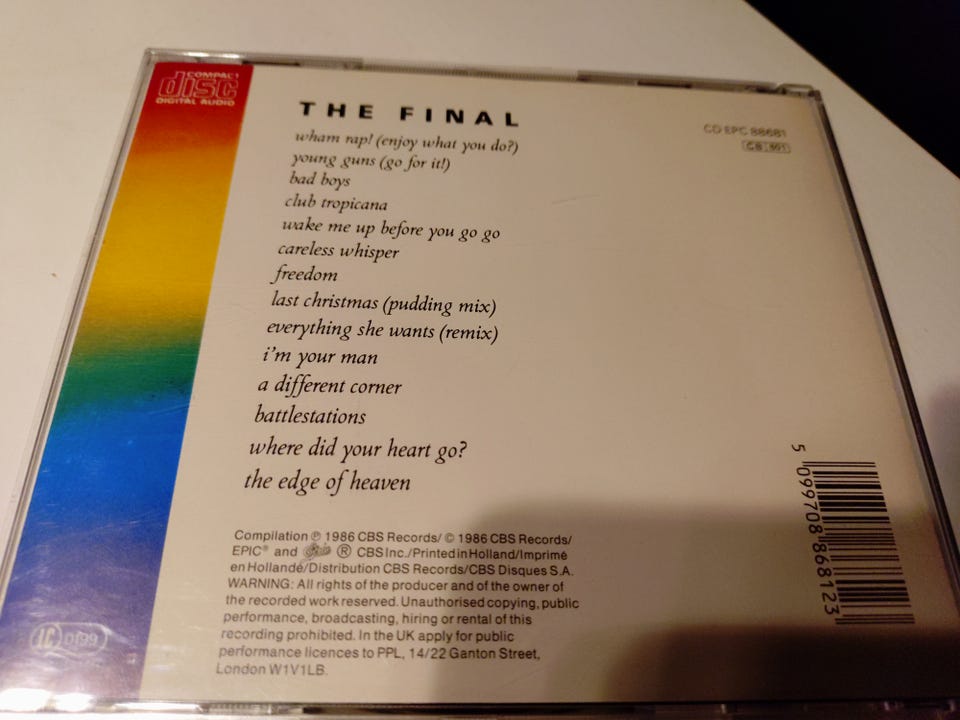 COMPACT
disc
DIGITAL AUDIO
THE FINAL
wham rap! (enjoy what you do?)
young guns (go for it!)
bad boys
club tropicana
wake me up before you go go
careless whisper
freedom
last christmas (pudding mix)
everything she wants (remix)
i'm your man
a different corner
battlestations
where did your heart go?
the edge of heaven
CD EPC 88681
CB 801
Compilation ℗ 1986 CBS Records/ © 1986 CBS Records/
EPIC® and Epic ® CBS Inc./Printed in Holland/Imprimé
en Hollande/Distribution CBS Records/CBS Disques S.A.
WARNING: All rights of the producer and of the owner of
the recorded work reserved. Unauthorised copying, public
performance, broadcasting, hiring or rental of this
recording prohibited. In the UK apply for public
performance licences to PPL, 14/22 Ganton Street,
London W1V1LB.
5 099708 868123